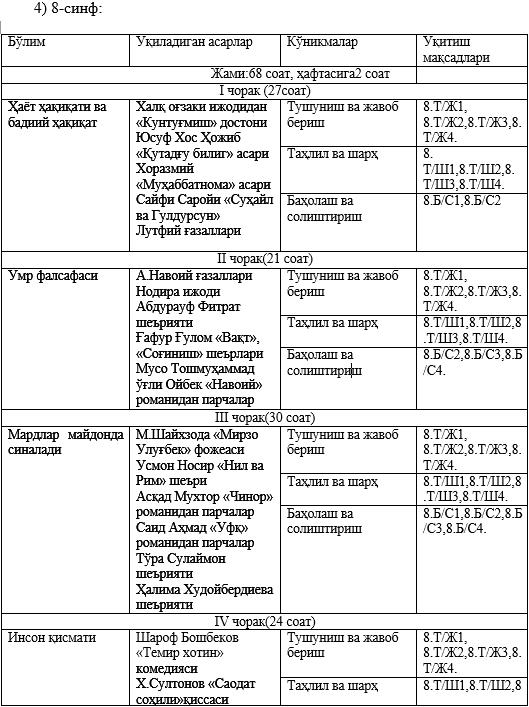 4) 8-синф:
Бўлим
Ўқиладиган асарлар
Кўникмалар
Ўқитиш
мақсадлари
Жами:68 соат, ҳафтасига2 соат
I чорак (27соат)
Ҳаёт ҳақиқати ва
бадиий ҳақиқат
Халқ оғзаки ижодидан
«Кунтуғмиш» достони
Юсуф Хос Ҳожиб
«Қутадғу билиг» асари
Хоразмий
«Муҳаббатнома» асари
Сайфи Саройи «Суҳайл
ва Гулдурсун»
Лутфий ғазаллари
Тушуниш ва жавоб
бериш
8.Т/Ж1,
8.Т/Ж2,8.Т/Ж3,8.
Т/Ж4.
Таҳлил ва шарҳ
8.
Т/Ш1,8.Т/Ш2,8.
Т/Ш3,8.Т/Ш4.
Баҳолаш ва
солиштириш
8.Б/С1,8.Б/С2
II чорак(21 соат)
Умр фалсафаси
А.Навоий ғазаллари
Нодира ижоди
Абдурауф Фитрат
шеърияти
Ғафур Ғулом «Вақт»,
«Соғиниш» шеърлари
Мусо Тошмуҳаммад
ўғли Ойбек «Навоий»
романидан парчалар
Тушуниш ва жавоб
бериш
8.Т/Ж1,
8.Т/Ж2,8.Т/Ж3,8.
Т/Ж4.
Таҳлил ва шарҳ
8.Т/Ш1,8.Т/Ш2,8
.Т/Ш3,8.Т/Ш4.
Баҳолаш ва
солиштириш
8.Б/С2,8.Б/С3,8.Б
/С4.
III чорак(30 соат)
Мардлар майдонда
синалади
М.Шайхзода «Мирзо
Улуғбек» фожеаси
Усмон Носир «Нил ва
Рим» шеъри
Асқад Мухтор «Чинор»
романидан парчалар
Саид Аҳмад «Уфқ»
романидан парчалар
Тўра Сулаймон
шеърияти
Ҳалима Худойбердиева
шеърияти
Тушуниш ва жавоб
бериш
8.Т/Ж1,
8.Т/Ж2,8.Т/Ж3,8.
Т/Ж4.
Таҳлил ва шарҳ
8.Т/Ш1,8.Т/Ш2,8
.Т/Ш3,8.Т/Ш4.
Баҳолаш ва
солиштириш
8.Б/С1,8.Б/С2,8.Б
/С3,8.Б/С4.
IV чорак(24 соат)
Инсон қисмати
Шароф Бошбеков
«Темир хотин»
комедияси
Х.Султонов «Саодат
соҳили»қиссаси
Тушуниш ва жавоб
бериш
8.Т/Ж1,
8.Т/Ж2,8.Т/Ж3,8.
Т/Ж4.
Таҳлил ва шарҳ
8.Т/Ш1,8.Т/Ш2,8